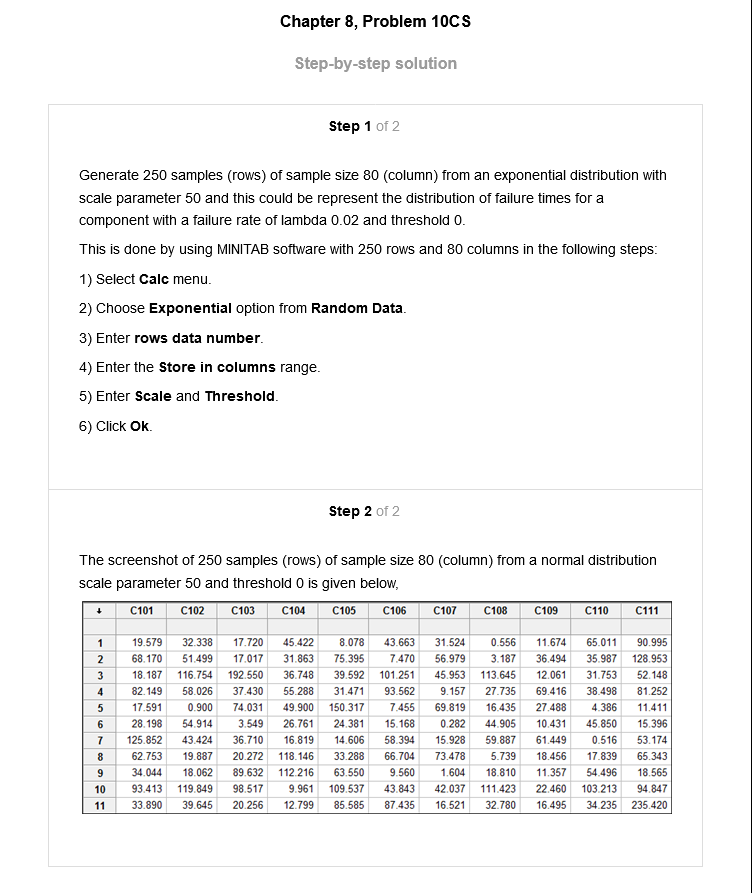 Chapter 8, Problem 10CS
Step-by-step solution
Step 1 of 2
Generate 250 samples (rows) of sample size 80 (column) from an exponential distribution with
scale parameter 50 and this could be represent the distribution of failure times for a
component with a failure rate of lambda 0.02 and threshold 0.
This is done by using MINITAB software with 250 rows and 80 columns in the following steps:
1) Select Calc menu.
2) Choose Exponential option from Random Data.
3) Enter rows data number.
4) Enter the Store in columns range.
5) Enter Scale and Threshold.
6) Click Ok.
Step 2 of 2
The screenshot of 250 samples (rows) of sample size 80 (column) from a normal distribution
scale parameter 50 and threshold 0 is given below,
↓ C101 C102 C103 C104 C105 C106 C107 C108 C109 C110 C111
1 19.579 32.338 17.720 45.422 8.078 43.663 31.524 0.556 11.674 65.011 90.995
2 68.170 51.499 17.017 31.863 75.395 7.470 56.979 3.187 36.494 35.987 128.953
3 18.187 116.754 192.550 36.748 39.592 101.251 45.953 113.645 12.061 31.753 52.148
4 82.149 58.026 37.430 55.288 31.471 93.562 9.157 27.735 69.416 38.498 81.252
5 17.591 0.900 74.031 49.900 150.317 7.455 69.819 16.435 27.488 4.386 11.411
6 28.198 54.914 3.549 26.761 24.381 15.168 0.282 44.905 10.431 45.850 15.396
7 125.852 43.424 36.710 16.819 14.606 58.394 15.928 59.887 61.449 0.516 53.174
8 62.753 19.887 20.272 118.146 33.288 66.704 73.478 5.739 18.456 17.839 65.343
9 34.044 18.062 89.632 112.216 63.550 9.560 1.604 18.810 11.357 54.496 18.565
10 93.413 119.849 98.517 9.961 109.537 43.843 42.037 111.423 22.460 103.213 94.847
11 33.890 39.645 20.256 12.799 85.585 87.435 16.521 32.780 16.495 34.235 235.420